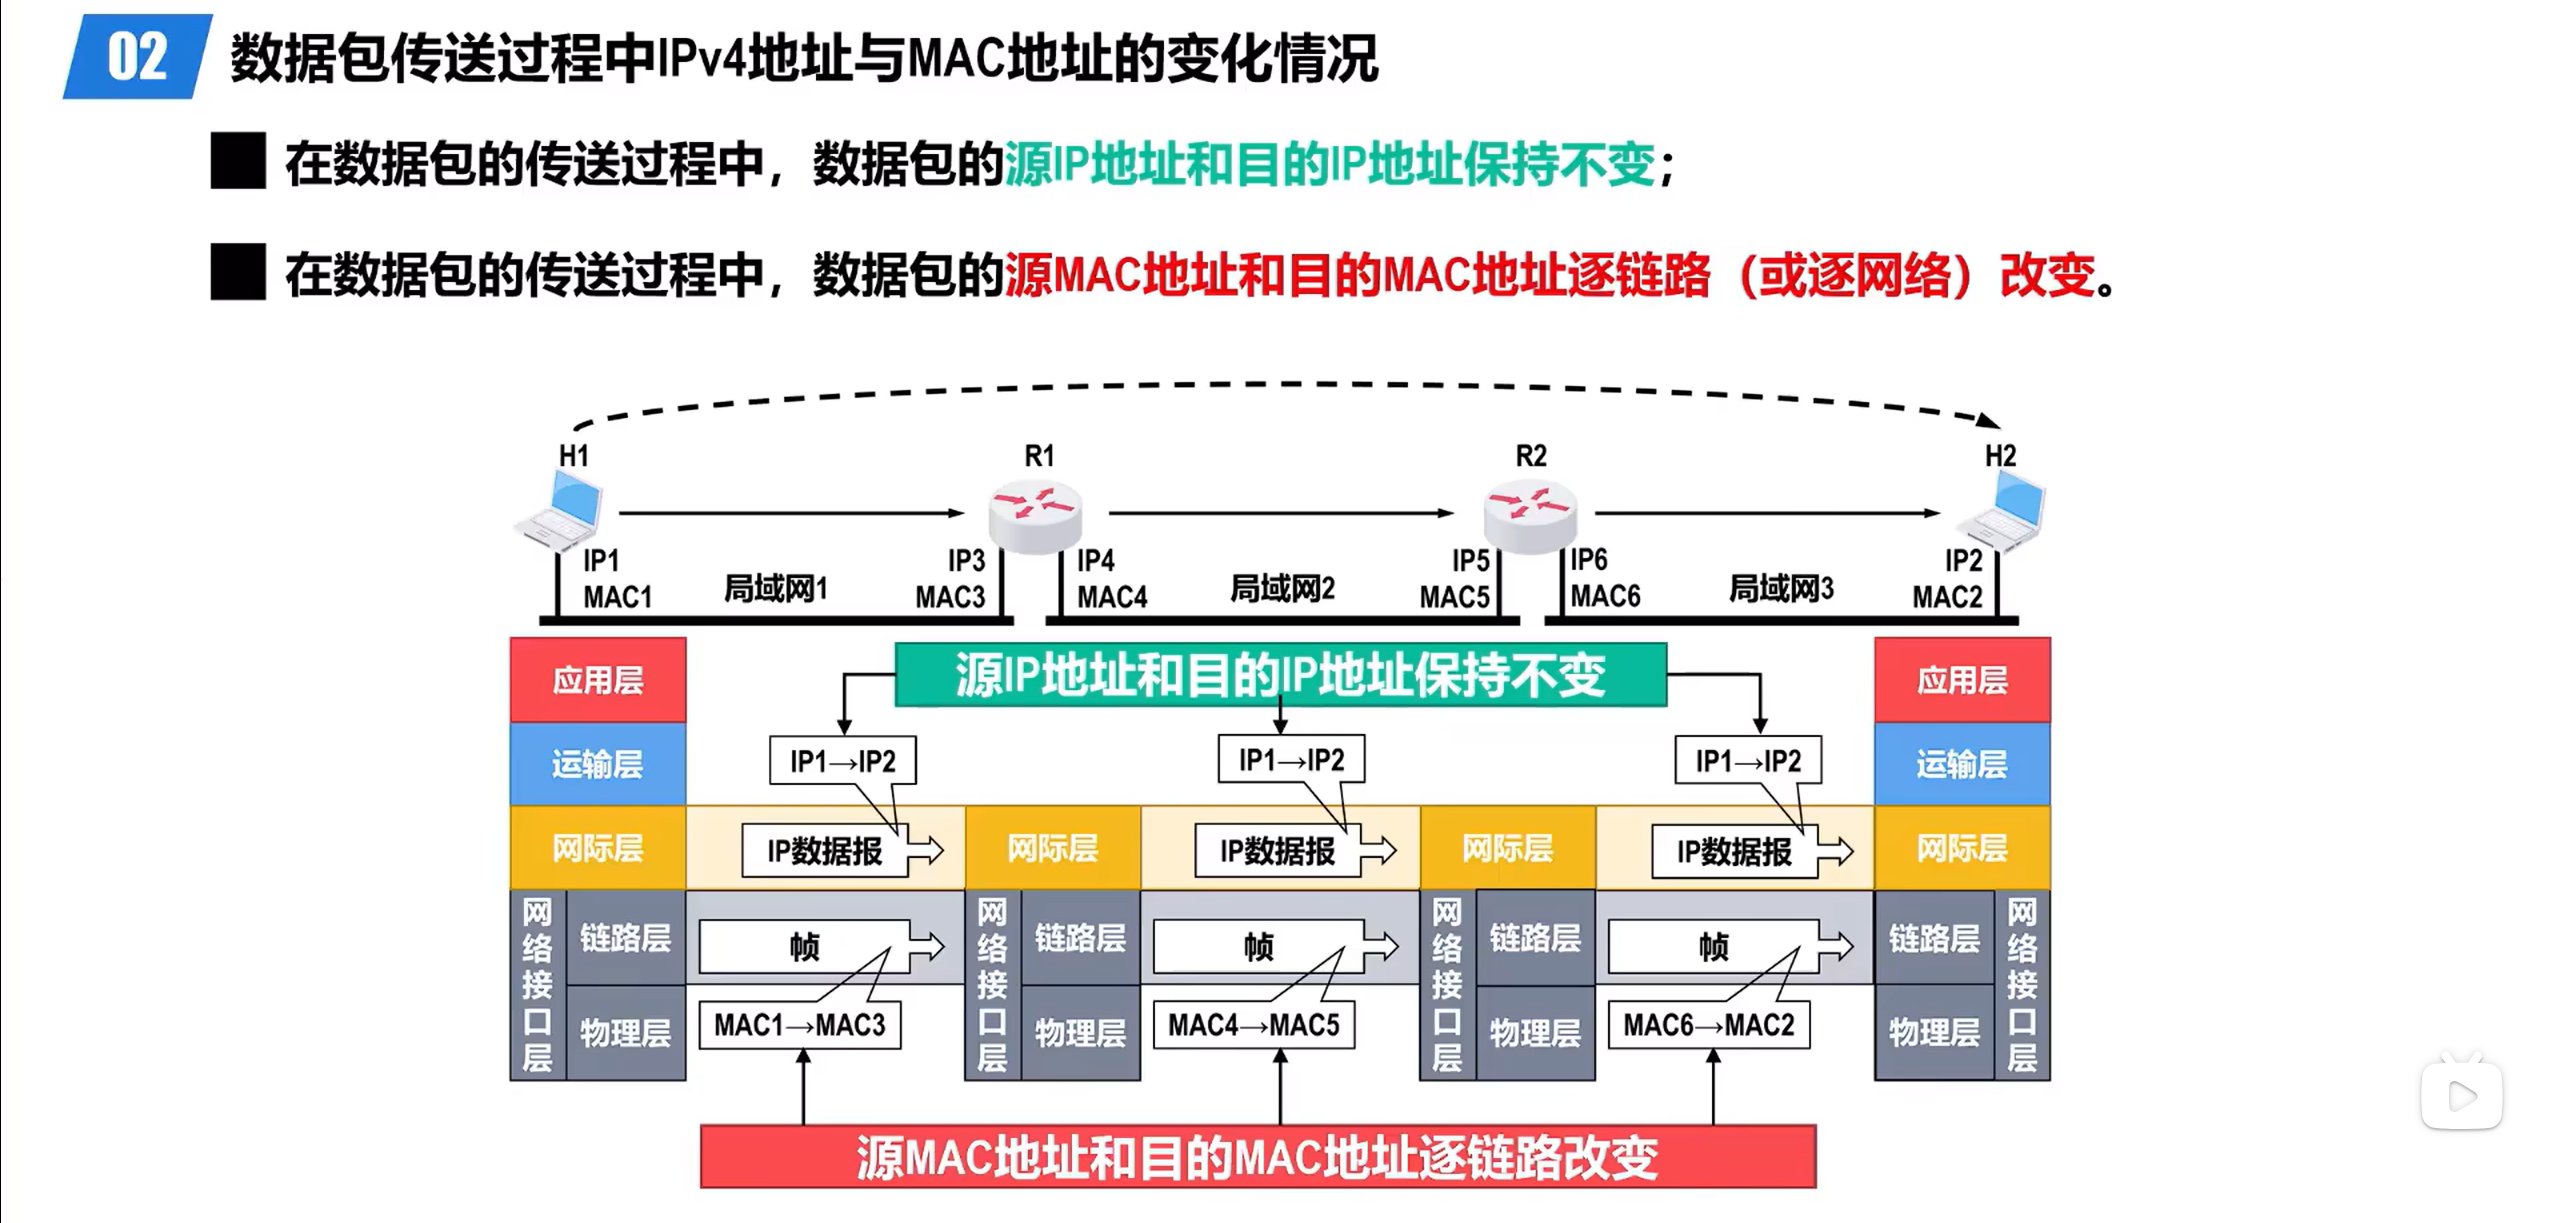 02 数据包传送过程中IPv4地址与MAC地址的变化情况
在数据包的传送过程中，数据包的源IP地址和目的IP地址保持不变；
在数据包的传送过程中，数据包的源MAC地址和目的MAC地址逐链路（或逐网络）改变。
H1 R1 R2 H2
IP1 IP3 IP4 IP5 IP6 IP2
MAC1 局域网1 MAC3 MAC4 局域网2 MAC5 MAC6 局域网3 MAC2
应用层 源IP地址和目的IP地址保持不变 应用层
运输层 IP1→IP2 IP1→IP2 IP1→IP2 运输层
网际层 IP数据报 网际层 IP数据报 网际层 IP数据报 网际层
网络接口层 链路层 帧 网络接口层 链路层 帧 网络接口层 链路层 帧 链路层 网络接口层
物理层 MAC1→MAC3 物理层 MAC4→MAC5 物理层 MAC6→MAC2 物理层
源MAC地址和目的MAC地址逐链路改变